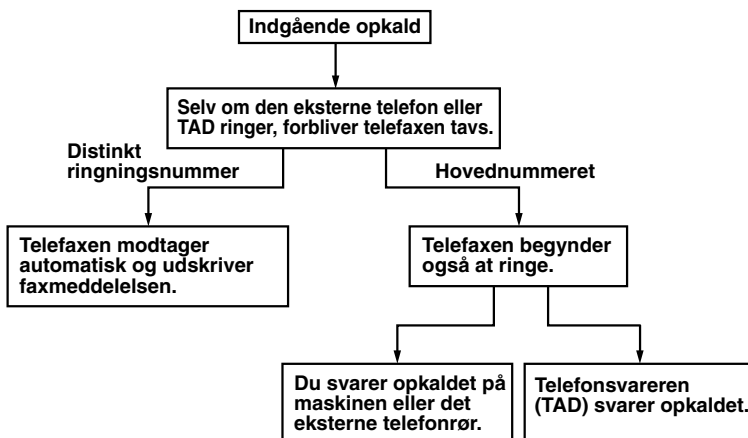 Indgående opkald
Selv om den eksterne telefon eller
TAD ringer, forbliver telefaxen tavs.
Distinkt
ringningsnummer
Hovednummeret
Telefaxen modtager
automatisk og udskriver
faxmeddelelsen.
Telefaxen begynder
også at ringe.
Du svarer opkaldet på
maskinen eller det
eksterne telefonrør.
Telefonsvareren
(TAD) svarer opkaldet.